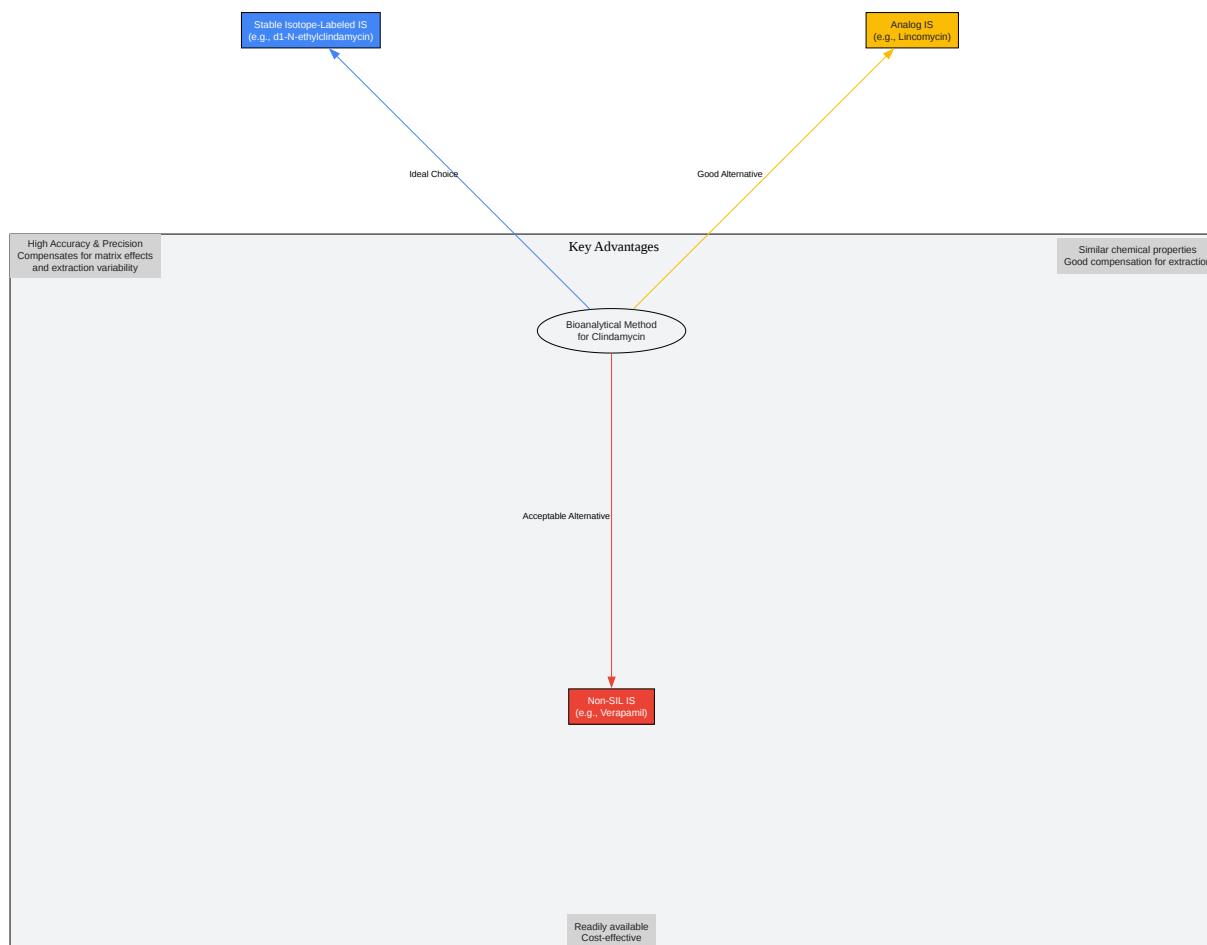 Stable Isotope-Labeled IS
(e.g., d1-N-ethylclindamycin)
Analog IS
(e.g., Lincomycin)
Ideal Choice
Good Alternative
High Accuracy & Precision
Compensates for matrix effects
and extraction variability
Key Advantages
Similar chemical properties
Good compensation for extraction
Bioanalytical Method
for Clindamycin
Acceptable Alternative
Non-SIL IS
(e.g., Verapamil)
Readily available
Cost-effective